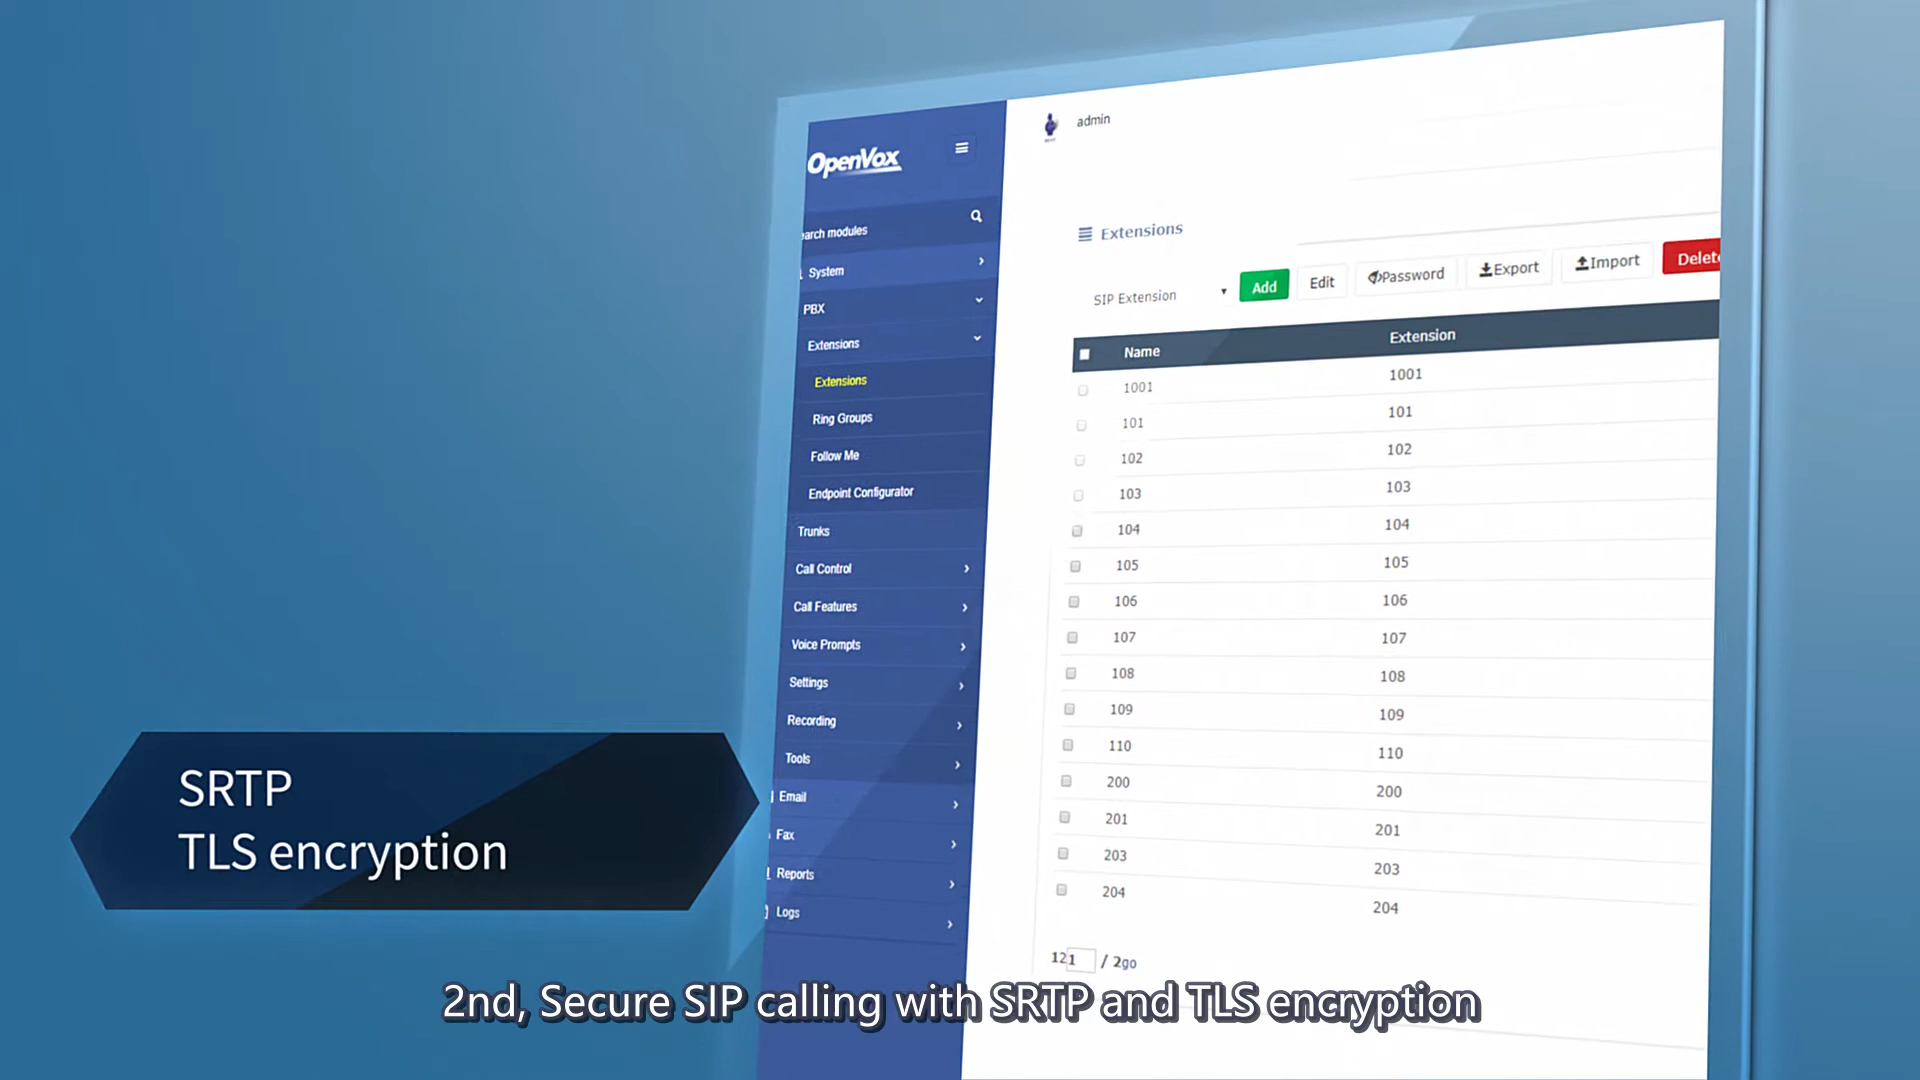 OpenVox
admin
arch modules
System
PBX
Extensions
Extensions
Ring Groups
Follow Me
Endpoint Configurator
Trunks
Call Control
Call Features
Voice Prompts
Settings
Recording
Tools
Email
Fax
Reports
Logs
Extensions
SIP Extension
Add
Edit
Password
Export
Import
Delete
Name Extension
1001 1001
101 101
102 102
103 103
104 104
105 105
106 106
107 107
108 108
109 109
110 110
200 200
201 201
203 203
204 204
121 / 2go
SRTP
TLS encryption
2nd, Secure SIP calling with SRTP and TLS encryption